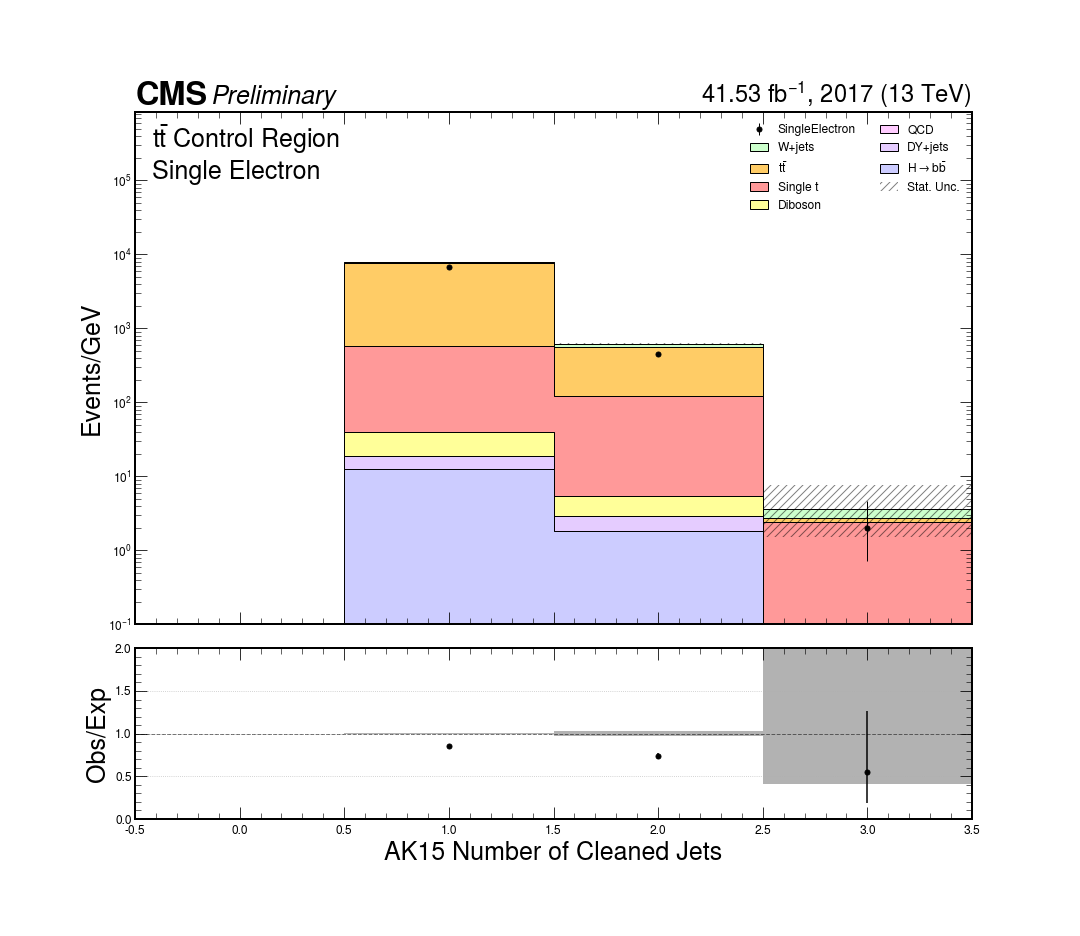 CMS Preliminary
41.53 fb⁻¹, 2017 (13 TeV)
tt̄ Control Region
Single Electron
SingleElectron
W+jets
tt̄
Single t
Diboson
QCD
DY+jets
H→bb̄
Stat. Unc.
Events/GeV
10⁵
10⁴
10³
10²
10¹
10⁰
10⁻¹
Obs/Exp
2.0
1.5
1.0
0.5
0.0
-0.5 0.0 0.5 1.0 1.5 2.0 2.5 3.0 3.5
AK15 Number of Cleaned Jets